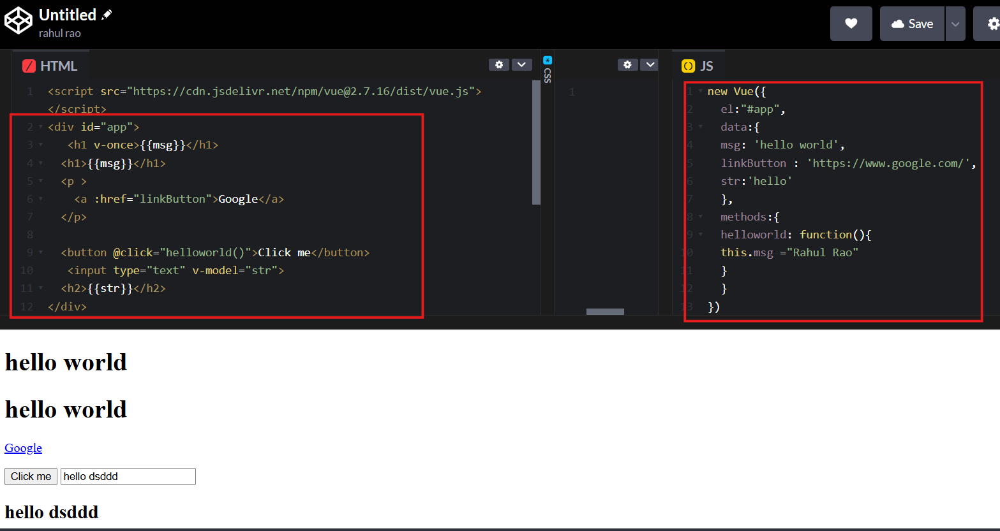 Untitled
rahul rao
Save
HTML
1 <script src="https://cdn.jsdelivr.net/npm/vue@2.7.16/dist/vue.js">
</script>
2 <div id="app">
3 <h1 v-once>{{msg}}</h1>
4 <h1>{{msg}}</h1>
5 <p >
6 <a :href="linkButton">Google</a>
7 </p>
8
9 <button @click="helloworld()">Click me</button>
10 <input type="text" v-model="str">
11 <h2>{{str}}</h2>
12 </div>
CSS
1
JS
1 new Vue({
2 el:"#app",
3 data:{
4 msg: 'hello world',
5 linkButton : 'https://www.google.com/',
6 str:'hello'
7 },
8 methods:{
9 helloworld: function(){
10 this.msg ="Rahul Rao"
11 }
12 }
13 })
hello world
hello world
Google
Click me hello dsddd
hello dsddd